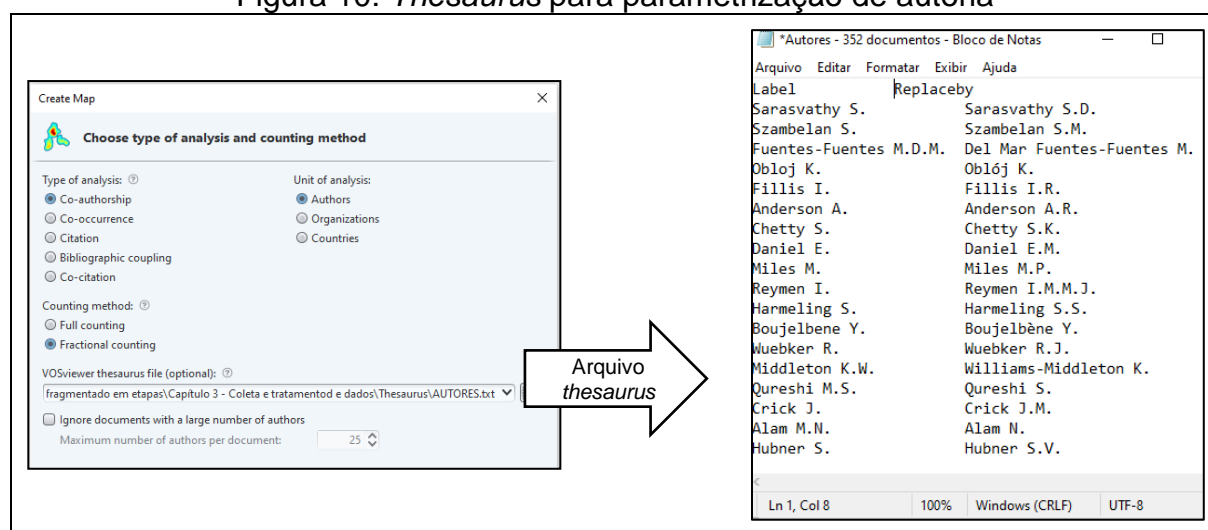 Figura 10: Thesaurus para parametrização de autoria
Create Map
Choose type of analysis and counting method
Type of analysis:
Unit of analysis:
Co-authorship
Authors
Co-occurrence
Organizations
Citation
Countries
Bibliographic coupling
Co-citation
Counting method:
Full counting
Fractional counting
VOSviewer thesaurus file (optional):
fragmentado em etapas\Capítulo 3 - Coleta e tratamentod e dados\Thesaurus\AUTORES.txt
Ignore documents with a large number of authors
Maximum number of authors per document: 25
Arquivo
thesaurus
*Autores - 352 documentos - Bloco de Notas
Arquivo Editar Formatar Exibir Ajuda
Label Replaceby
Sarasvathy S. Sarasvathy S.D.
Szambelan S. Szambelan S.M.
Fuentes-Fuentes M.D.M. Del Mar Fuentes-Fuentes M.
Obloj K. Oblój K.
Fillis I. Fillis I.R.
Anderson A. Anderson A.R.
Chetty S. Chetty S.K.
Daniel E. Daniel E.M.
Miles M. Miles M.P.
Reymen I. Reymen I.M.M.J.
Harmeling S. Harmeling S.S.
Boujelbene Y. Boujelbène Y.
Wuebker R. Wuebker R.J.
Middleton K.W. Williams-Middleton K.
Qureshi M.S. Qureshi S.
Crick J. Crick J.M.
Alam M.N. Alam N.
Hubner S. Hubner S.V.
Ln 1, Col 8 100% Windows (CRLF) UTF-8